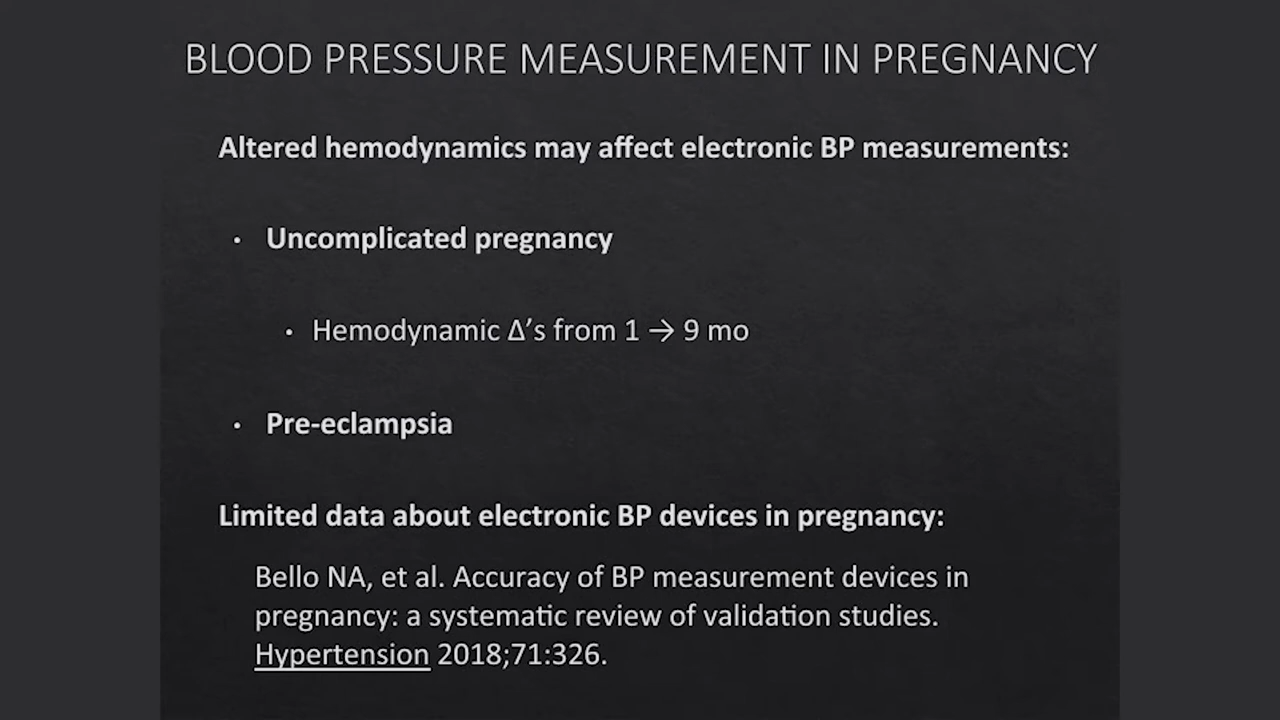 BLOOD PRESSURE MEASUREMENT IN PREGNANCY
Altered hemodynamics may affect electronic BP measurements:
• Uncomplicated pregnancy
• Hemodynamic Δ’s from 1 → 9 mo
• Pre-eclampsia
Limited data about electronic BP devices in pregnancy:
Bello NA, et al. Accuracy of BP measurement devices in
pregnancy: a systematic review of validation studies.
Hypertension 2018;71:326.